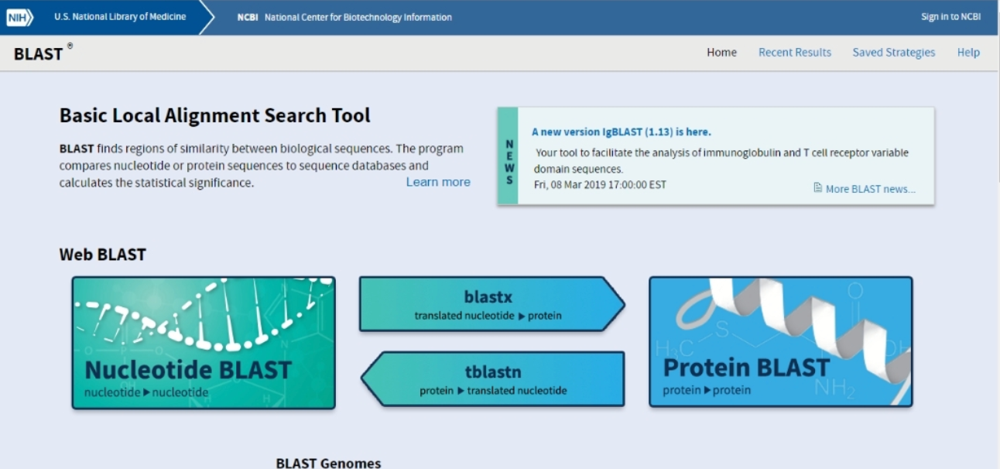 NIH U.S. National Library of Medicine NCBI National Center for Biotechnology Information Sign in to NCBI
BLAST ® Home Recent Results Saved Strategies Help
Basic Local Alignment Search Tool
BLAST finds regions of similarity between biological sequences. The program
compares nucleotide or protein sequences to sequence databases and
calculates the statistical significance. Learn more
NEWS
A new version IgBLAST (1.13) is here.
Your tool to facilitate the analysis of immunoglobulin and T cell receptor variable
domain sequences.
Fri, 08 Mar 2019 17:00:00 EST
More BLAST news...
Web BLAST
Nucleotide BLAST
nucleotide ▶ nucleotide
blastx
translated nucleotide ▶ protein
tblastn
protein ▶ translated nucleotide
O
S
H₃C
OH
NH₂
Protein BLAST
protein ▶ protein
BLAST Genomes